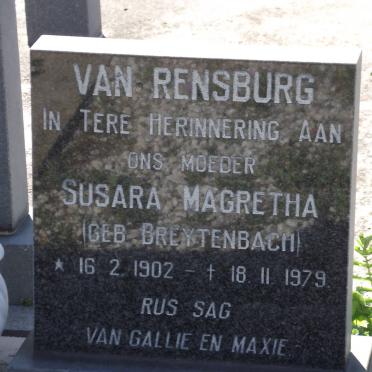 VAN RENSBURG
IN TERE HERINNERING AAN
ONS MOEDER
SUSARA MAGRETHA
(GEB. BREYTENBACH)
* 16.2.1902 - † 18.11.1979.
RUS SAG
VAN GALLIE EN MAXIE.